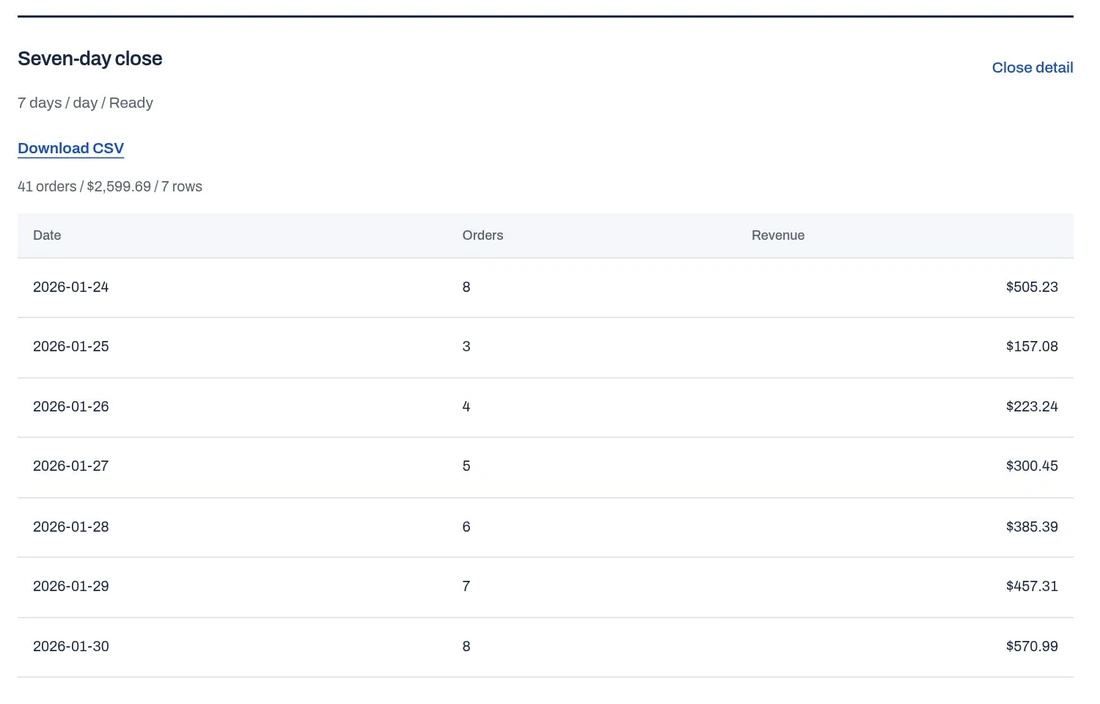 Seven-day close
Close detail
7 days / day / Ready
Download CSV
41 orders / $2,599.69 / 7 rows
Date Orders Revenue
2026-01-24 8 $505.23
2026-01-25 3 $157.08
2026-01-26 4 $223.24
2026-01-27 5 $300.45
2026-01-28 6 $385.39
2026-01-29 7 $457.31
2026-01-30 8 $570.99